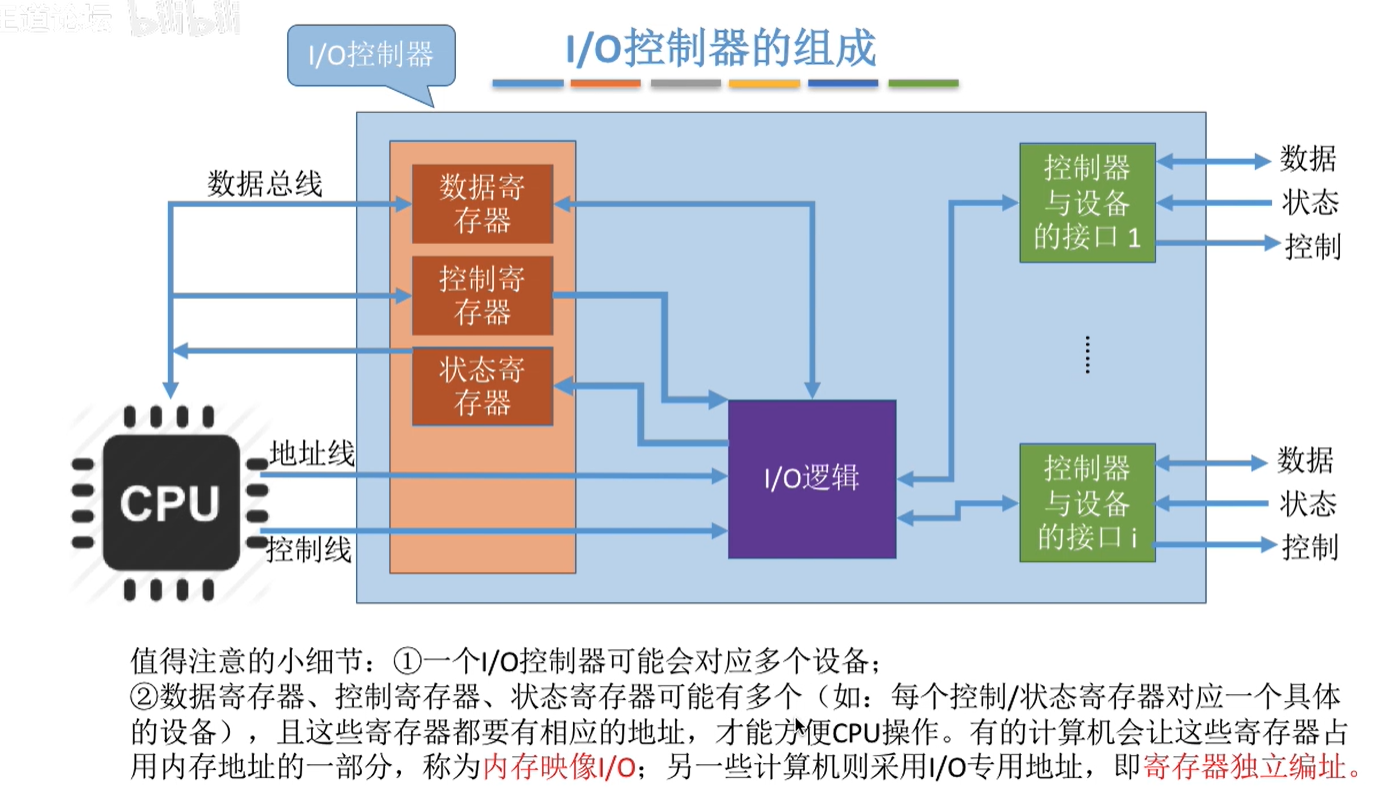 bilibili
I/O控制器
I/O控制器的组成
数据总线
数据寄
存器
控制寄
存器
状态寄
存器
地址线
控制线
CPU
I/O逻辑
控制器
与设备
的接口 1
数据
状态
控制
控制器
与设备
的接口 i
数据
状态
控制
值得注意的小细节：①一个I/O控制器可能会对应多个设备；
②数据寄存器、控制寄存器、状态寄存器可能有多个（如：每个控制/状态寄存器对应一个具体
的设备），且这些寄存器都要有相应的地址，才能方便CPU操作。有的计算机会让这些寄存器占
用内存地址的一部分，称为内存映像I/O；另一些计算机则采用I/O专用地址，即寄存器独立编址。